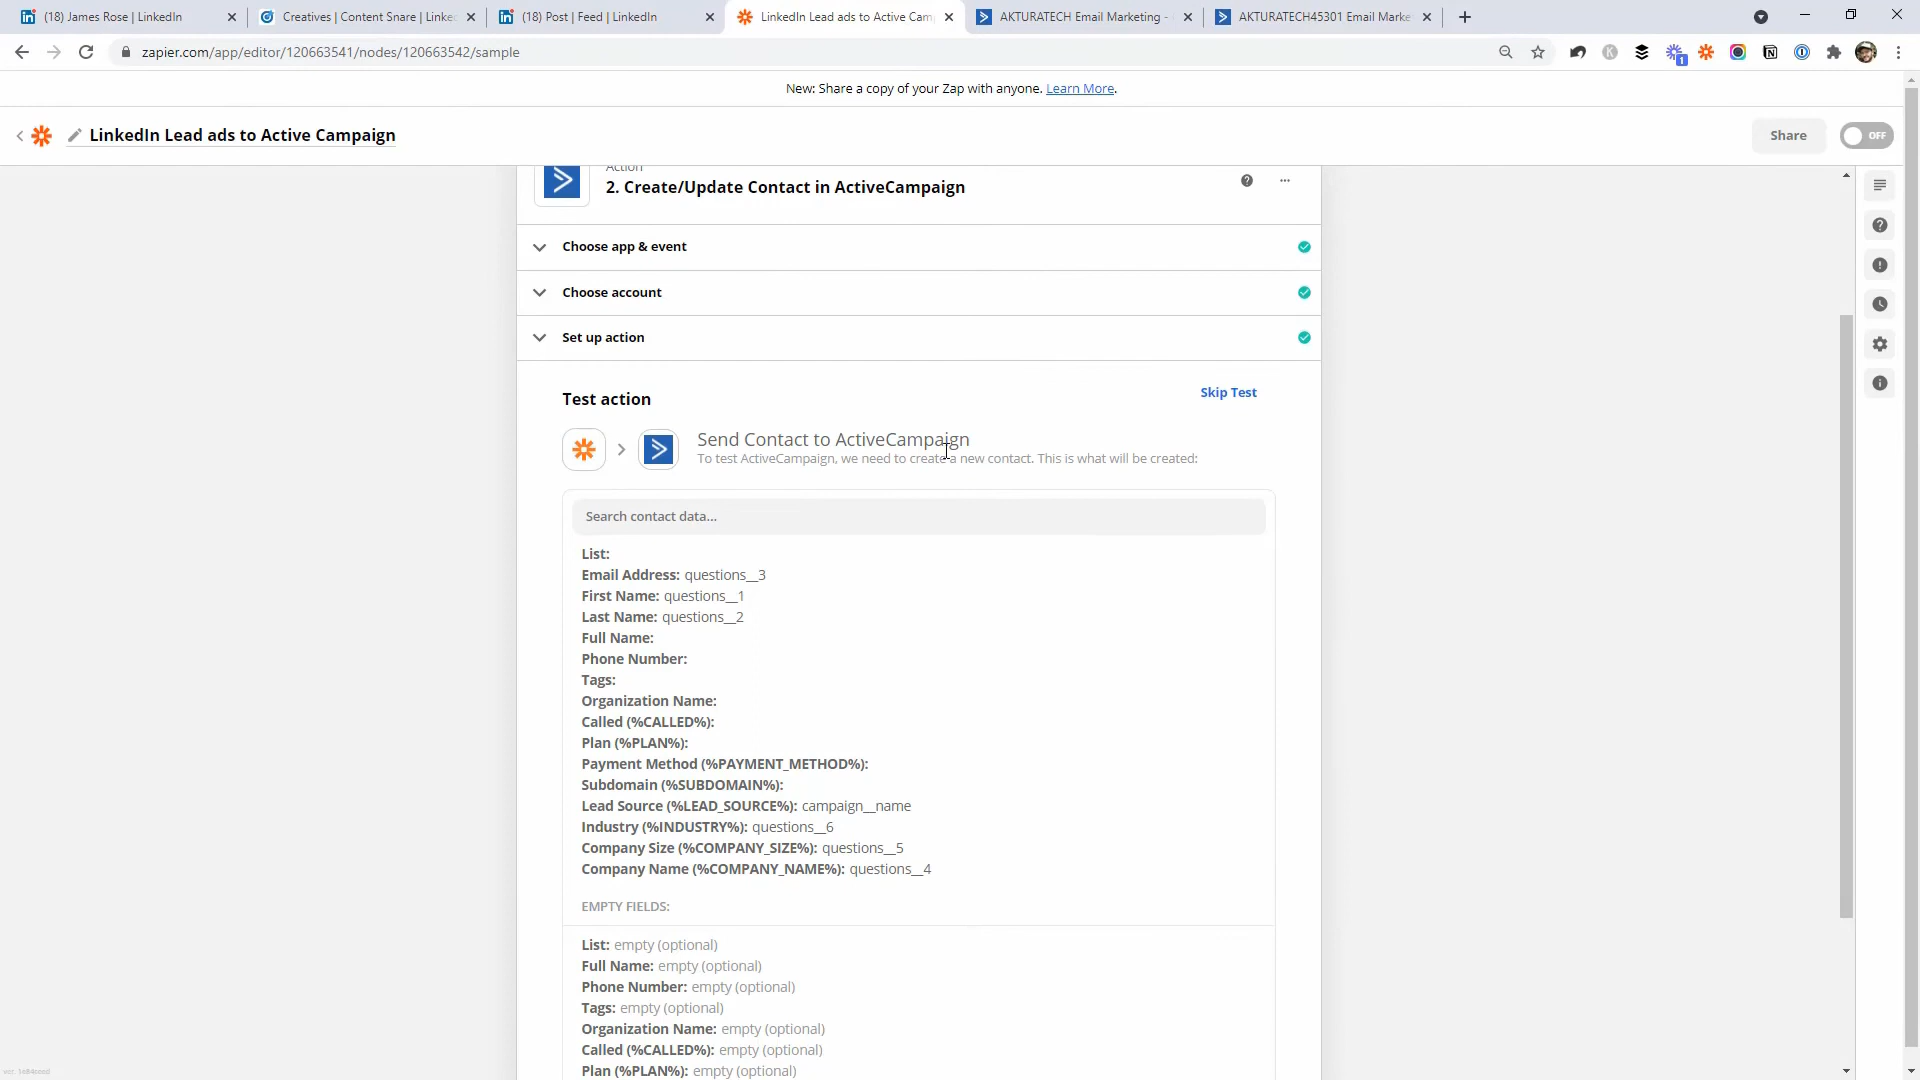 (18) James Rose | LinkedIn
Creatives | Content Snare | Linke
(18) Post | Feed | LinkedIn
LinkedIn Lead ads to Active Cam
AKTURATECH Email Marketing -
AKTURATECH45301 Email Marke
zapier.com/app/editor/120663541/nodes/120663542/sample
1
New: Share a copy of your Zap with anyone. Learn More.
LinkedIn Lead ads to Active Campaign
Share
OFF
Action
2. Create/Update Contact in ActiveCampaign
Choose app & event
Choose account
Set up action
Test action
Skip Test
Send Contact to ActiveCampaign
To test ActiveCampaign, we need to create a new contact. This is what will be created:
Search contact data...
List:
Email Address: questions__3
First Name: questions__1
Last Name: questions__2
Full Name:
Phone Number:
Tags:
Organization Name:
Called (%CALLED%):
Plan (%PLAN%):
Payment Method (%PAYMENT_METHOD%):
Subdomain (%SUBDOMAIN%):
Lead Source (%LEAD_SOURCE%): campaign__name
Industry (%INDUSTRY%): questions__6
Company Size (%COMPANY_SIZE%): questions__5
Company Name (%COMPANY_NAME%): questions__4
EMPTY FIELDS:
List: empty (optional)
Full Name: empty (optional)
Phone Number: empty (optional)
Tags: empty (optional)
Organization Name: empty (optional)
Called (%CALLED%): empty (optional)
Plan (%PLAN%): empty (optional)